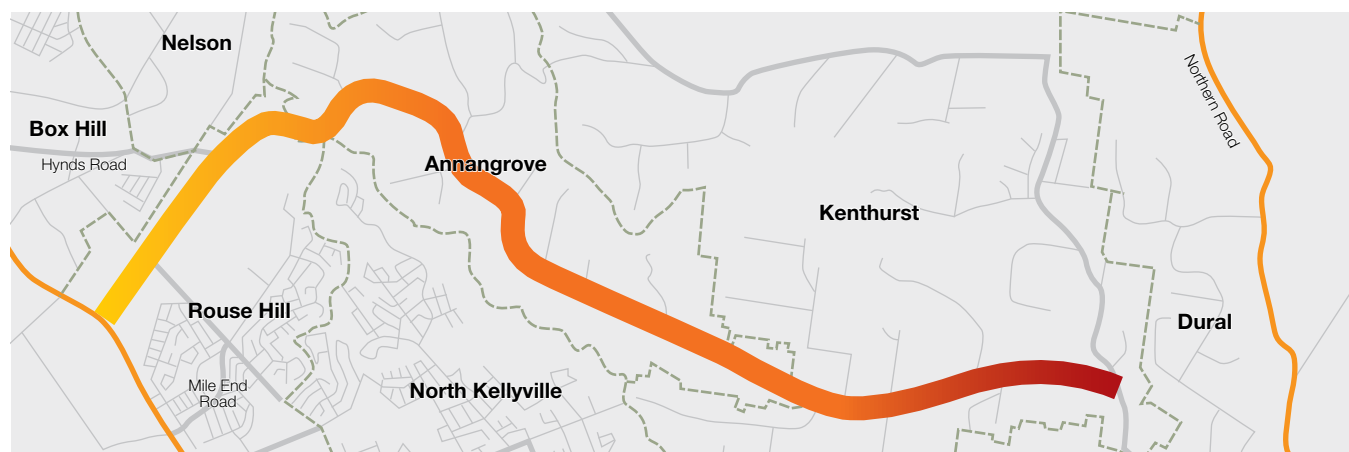 Nelson
Box Hill
Hynds Road
Annangrove
Northern Road
Kenthurst
Rouse Hill
Dural
Mile End
Road
North Kellyville